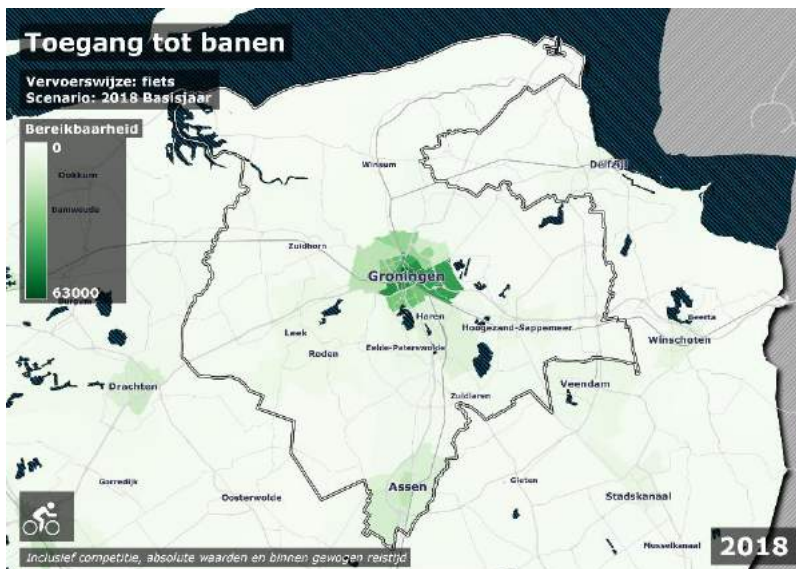 Toegang tot banen
Vervoerswijze: fiets
Scenario: 2018 Basisjaar
Bereikbaarheid
0
63000
Dokkum
Damwoude
Winsum
Delfzijl
Zuidhorn
Groningen
Haren
Leek
Hoogezand-Sappemeer
Roden
Eelde-Paterswolde
Beerta
Winschoten
Drachten
Zuidlaren
Veendam
Assen
Gorredijk
Oosterwolde
Gieten
Stadskanaal
Musselkanaal
2018
Inclusief competitie, absolute waarden en binnen gewogen reistijd